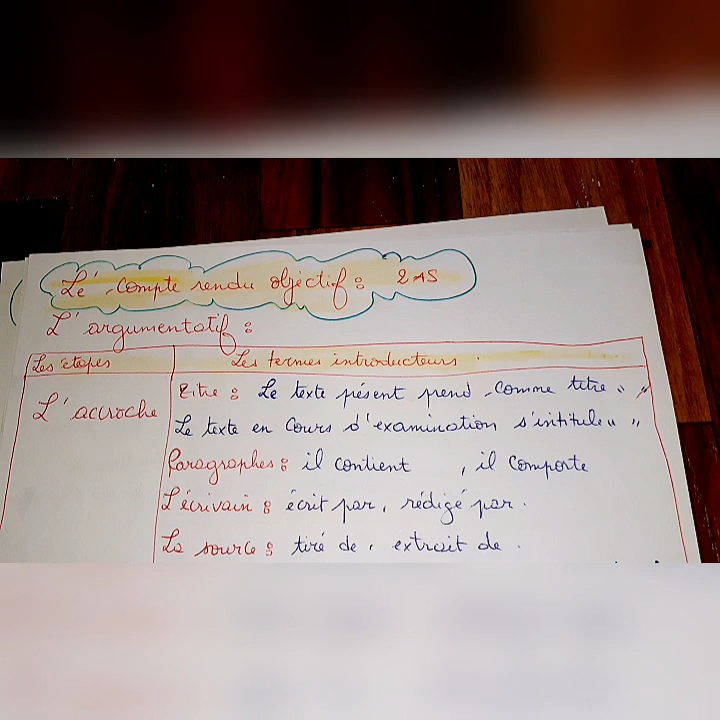 Le compte rendu objectif : 2AS
L'argumentatif :
Les étapes
Les termes introducteurs.
L'accroche
Titre : Le texte présent prend comme titre " "
Le texte en cours d'examination s'intitule " "
Paragraphes : il contient , il comporte
L'écrivain : écrit par, rédigé par.
La source : tiré de, extrait de.